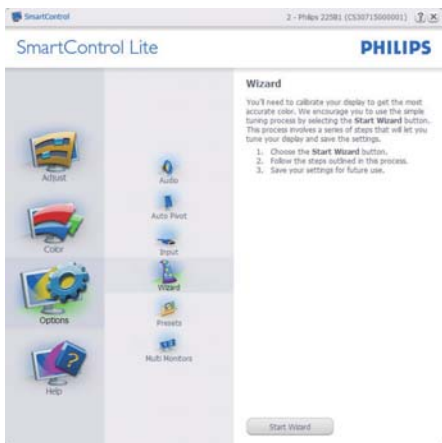 SmartControl
2 - Philips 225B1 (CS30715000001)
SmartControl Lite
PHILIPS
Adjust
Color
Options
Help
Audio
Auto Pivot
Input
Wizard
Presets
Multi Monitors
Wizard
You'll need to calibrate your display to get the most
accurate color. We encourage you to use the simple
tuning process by selecting the Start Wizard button.
This process involves a series of steps that will let you
tune your display and save the settings.
1. Choose the Start Wizard button.
2. Follow the steps outlined in this process.
3. Save your settings for future use.
Start Wizard